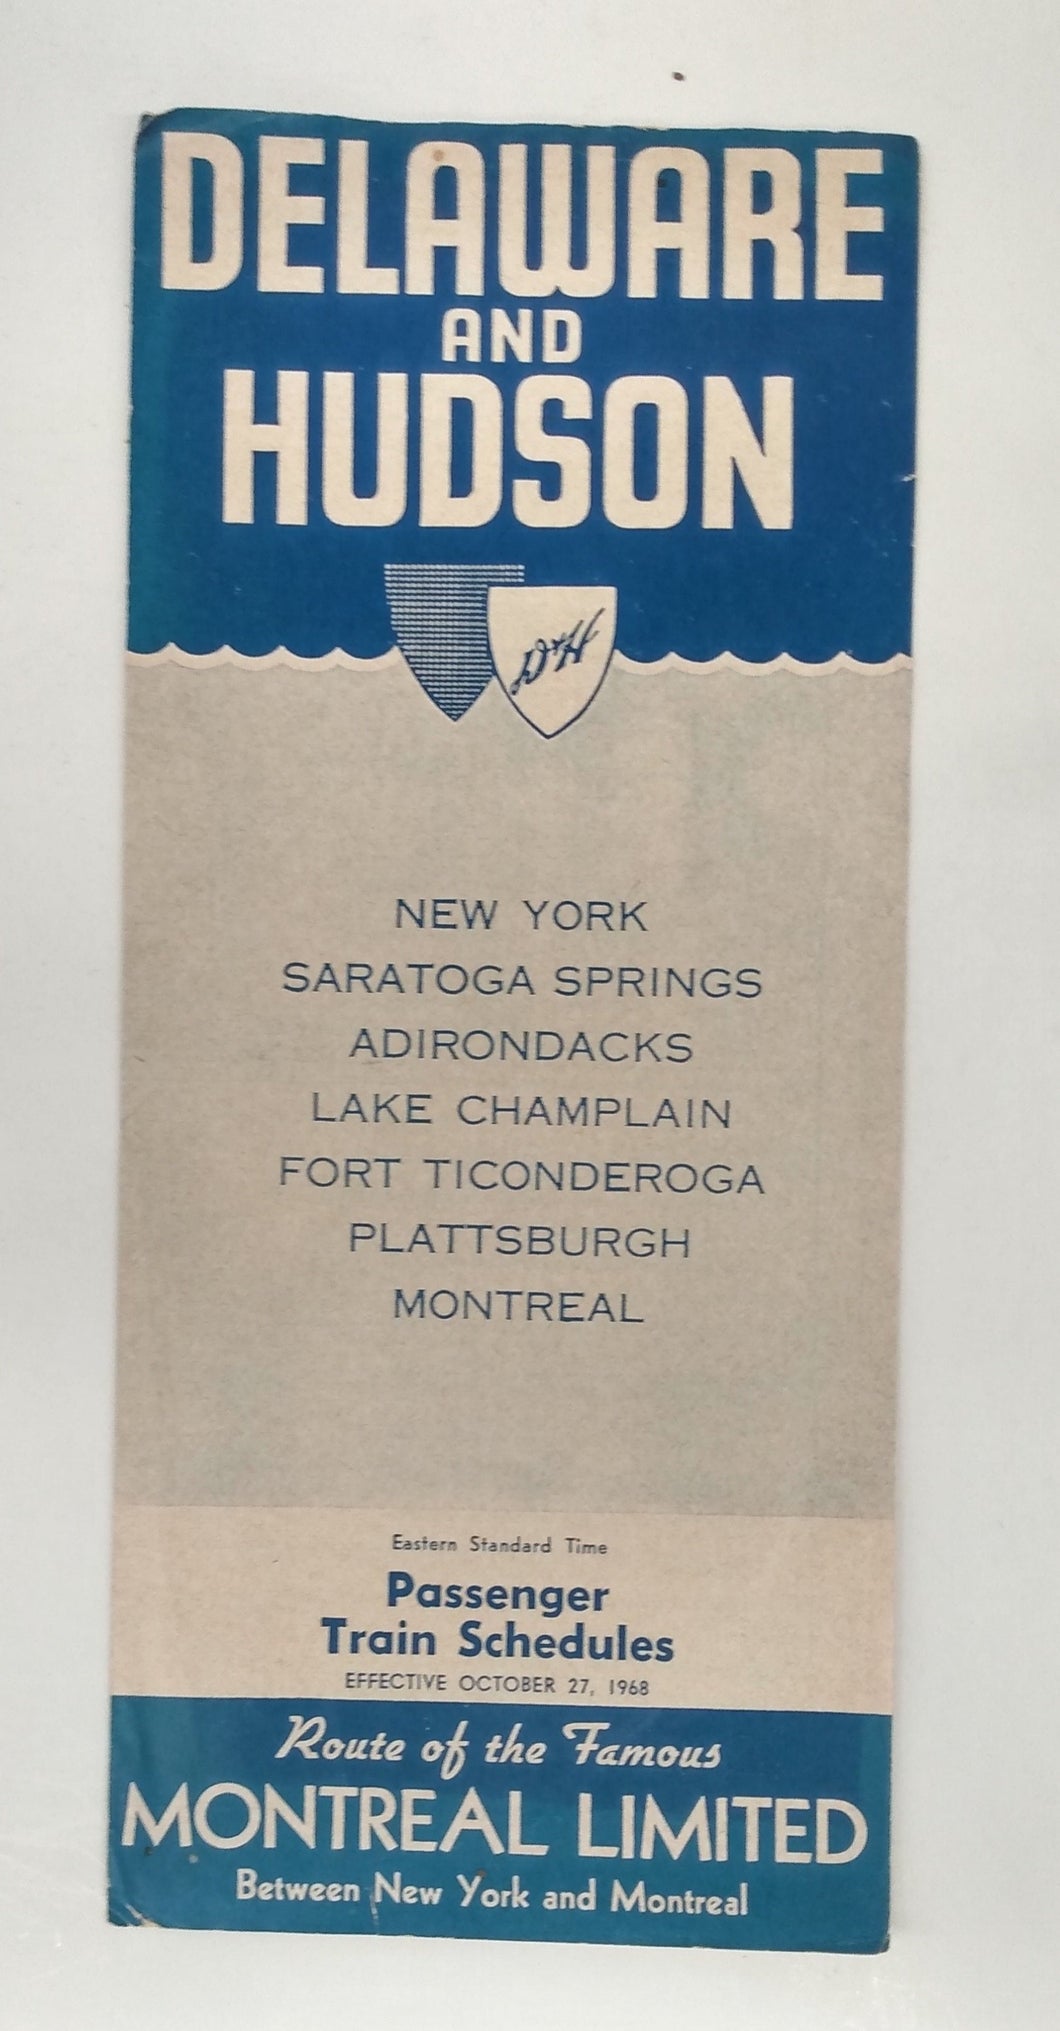 DELAWARE
AND
HUDSON
D&H
NEW YORK
SARATOGA SPRINGS
ADIRONDACKS
LAKE CHAMPLAIN
FORT TICONDEROGA
PLATTSBURGH
MONTREAL
Eastern Standard Time
Passenger
Train Schedules
EFFECTIVE OCTOBER 27, 1968
Route of the Famous
MONTREAL LIMITED
Between New York and Montreal